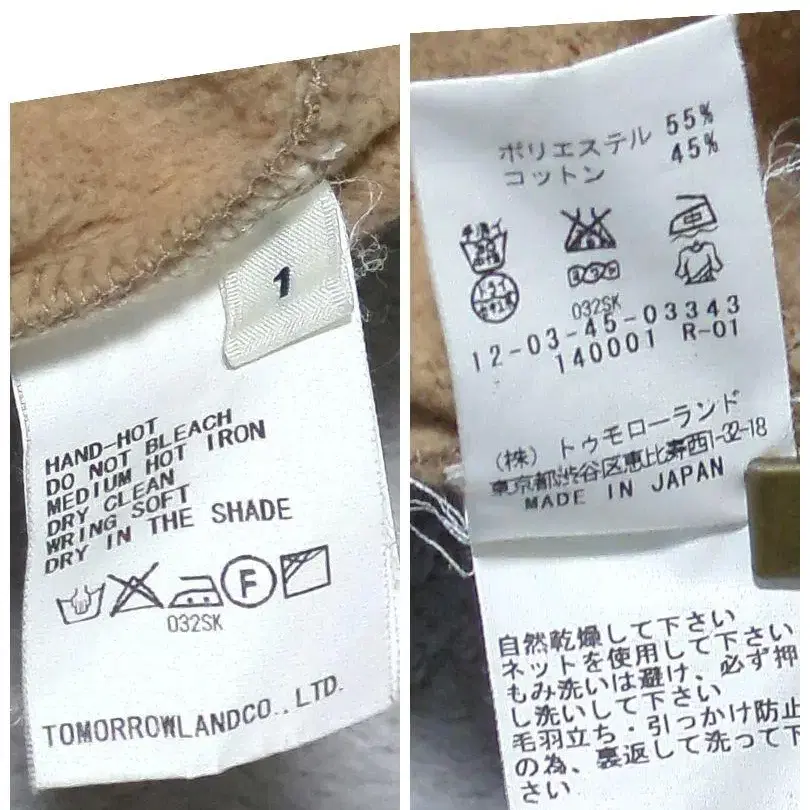 1
HAND-HOT
DO NOT BLEACH
MEDIUM HOT IRON
DRY CLEAN
WRING SOFT
DRY IN THE SHADE
F
032SK
TOMORROWLANDCO.,LTD.
ポリエステル 55%
コットン 45%
手洗イ
ドライ
032SK
12-03-45-03343
140001 R-01
(株) トゥモローランド
東京都渋谷区恵比寿西1-32-18
MADE IN JAPAN
自然乾燥して下さい
ネットを使用して下さい
もみ洗いは避け、必ず押
し洗いして下さい
毛羽立ち・引っかけ防止
の為、裏返して洗って下
さい